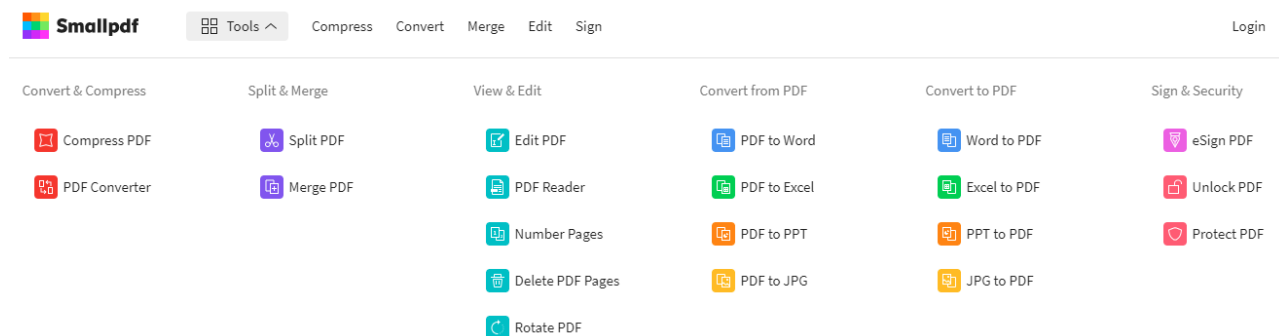 Smallpdf Tools Compress Convert Merge Edit Sign Login
Convert & Compress Split & Merge View & Edit Convert from PDF Convert to PDF Sign & Security
Compress PDF Split PDF Edit PDF PDF to Word Word to PDF eSign PDF
PDF Converter Merge PDF PDF Reader PDF to Excel Excel to PDF Unlock PDF
Number Pages PDF to PPT PPT to PDF Protect PDF
Delete PDF Pages PDF to JPG JPG to PDF
Rotate PDF